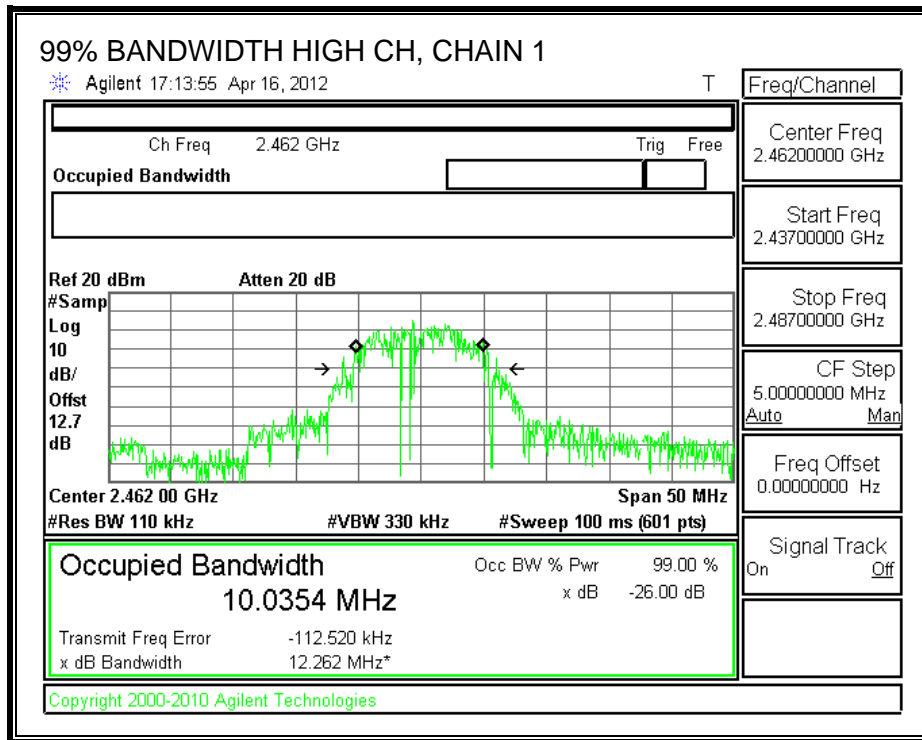 99% BANDWIDTH HIGH CH, CHAIN 1
Agilent 17:13:55 Apr 16, 2012 T
Freq/Channel
Ch Freq 2.462 GHz Trig Free
Occupied Bandwidth
Center Freq
2.46200000 GHz
Start Freq
2.43700000 GHz
Stop Freq
2.48700000 GHz
CF Step
5.00000000 MHz
Auto Man
Freq Offset
0.00000000 Hz
Signal Track
On Off
Ref 20 dBm Atten 20 dB
#Samp
Log
10
dB/
Offst
12.7
dB
Center 2.462 00 GHz Span 50 MHz
#Res BW 110 kHz #VBW 330 kHz #Sweep 100 ms (601 pts)
Occupied Bandwidth
10.0354 MHz
Occ BW % Pwr 99.00 %
x dB -26.00 dB
Transmit Freq Error -112.520 kHz
x dB Bandwidth 12.262 MHz*
Copyright 2000-2010 Agilent Technologies